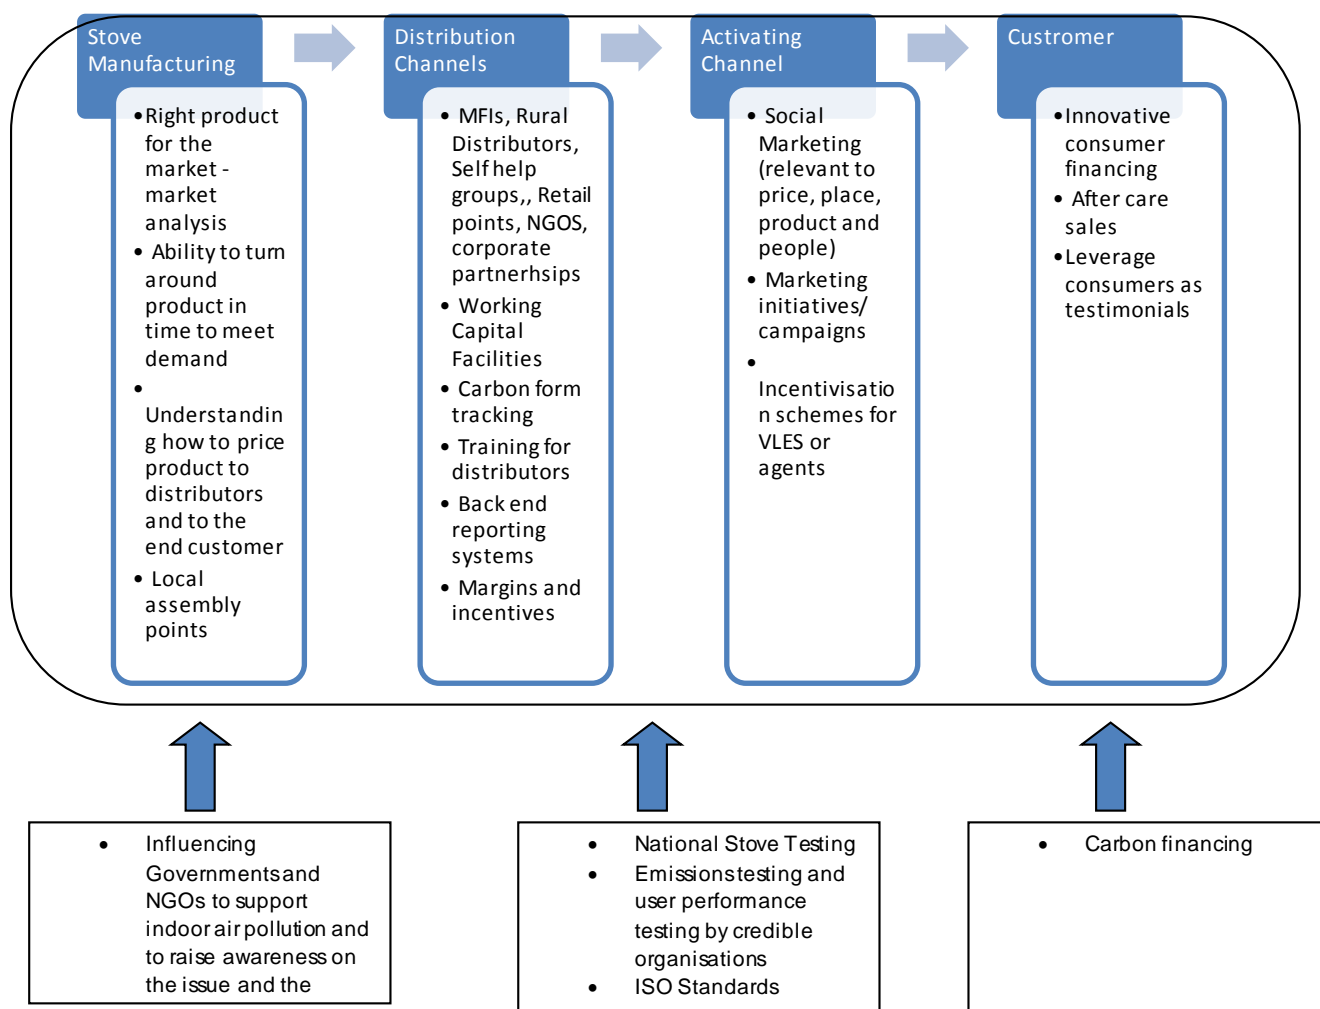 Stove
Manufacturing
•Right product
for the
market -
market
analysis
• Ability to turn
around
product in
time to meet
demand
•
Understandin
g how to price
product to
distributors
and to the
end customer
• Local
assembly
points
Distribution
Channels
• MFIs, Rural
Distributors,
Self help
groups,, Retail
points, NGOS,
corporate
partnerhsips
• Working
Capital
Facilities
• Carbon form
tracking
• Training for
distributors
• Back end
reporting
systems
• Margins and
incentives
Activating
Channel
• Social
Marketing
(relevant to
price, place,
product and
people)
• Marketing
initiatives/
campaigns
•
Incentivisatio
n schemes for
VLES or
agents
Custromer
•Innovative
consumer
financing
• After care
sales
•Leverage
consumers as
testimonials
• Influencing
Governments and
NGOs to support
indoor air pollution and
to raise awareness on
the issue and the
• National Stove Testing
• Emissions testing and
user performance
testing by credible
organisations
• ISO Standards
• Carbon financing